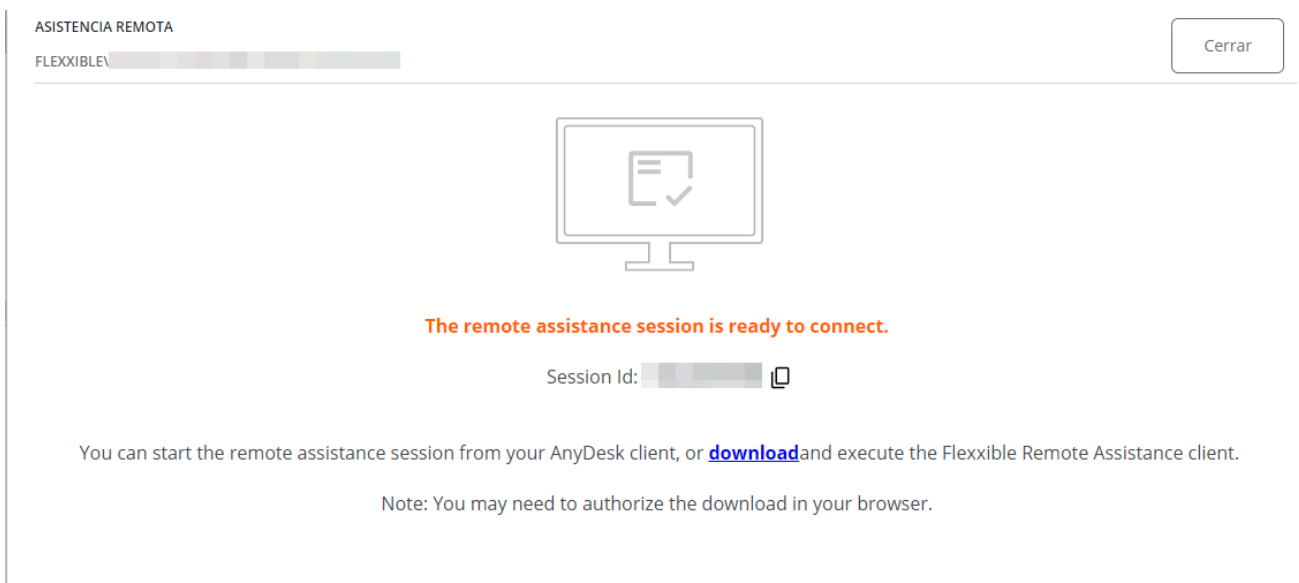 ASISTENCIA REMOTA
Cerrar
FLEXXIBLE\
The remote assistance session is ready to connect.
Session Id:
You can start the remote assistance session from your AnyDesk client, or downloadand execute the Flexxible Remote Assistance client.
Note: You may need to authorize the download in your browser.